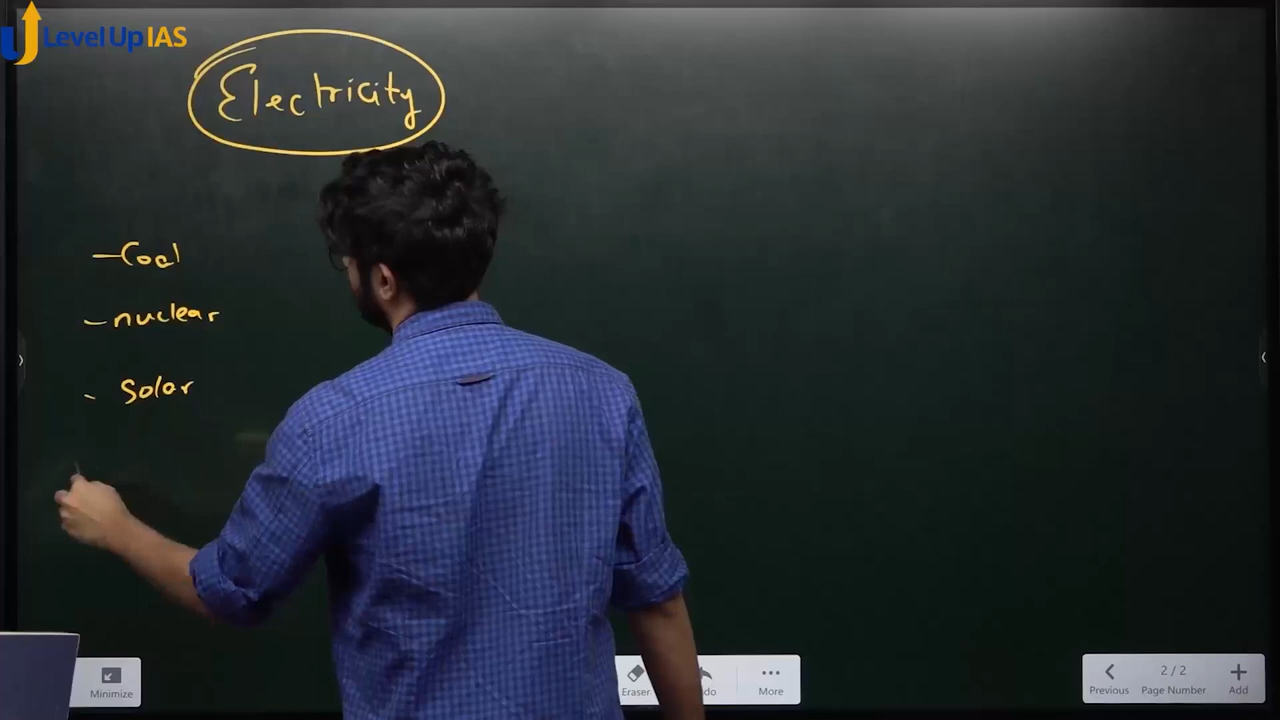 Level Up IAS
Electricity
- Coal
- nuclear
- Solar
Minimize
Eraser
More
Previous
2 / 2
Page Number
Add